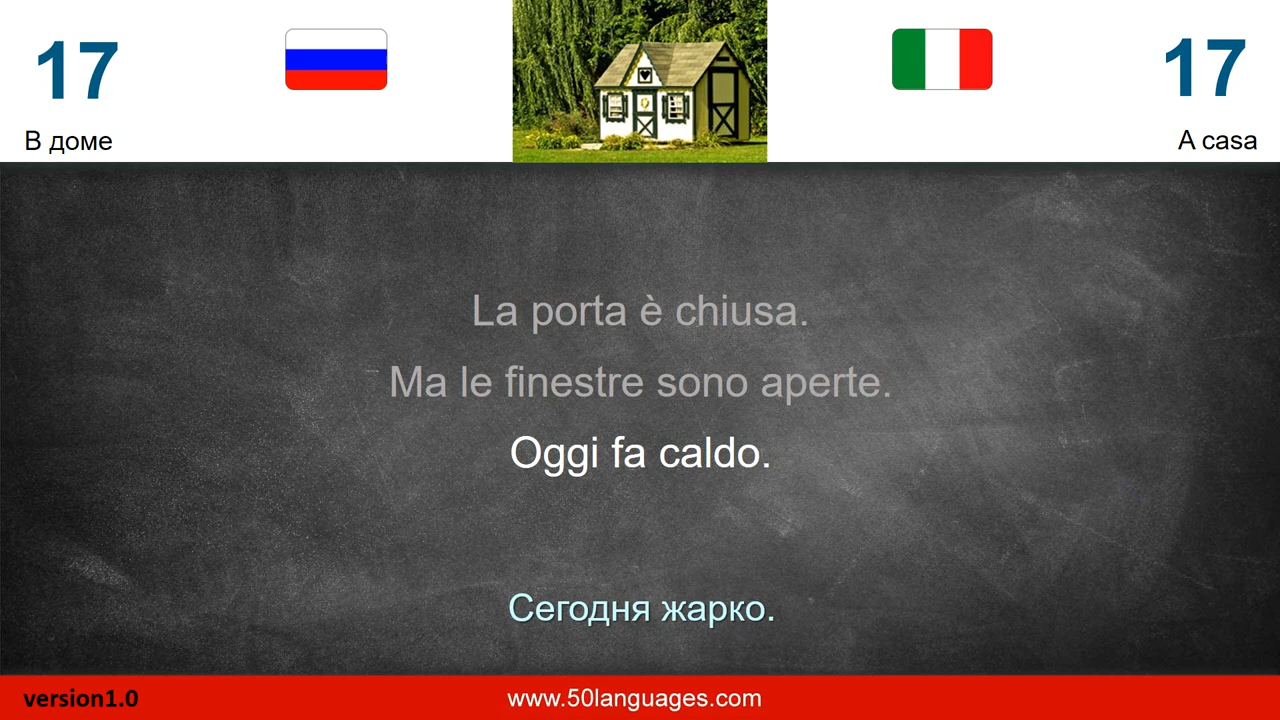 17
17
В доме
A casa
La porta è chiusa.
Ma le finestre sono aperte.
Oggi fa caldo.
Сегодня жарко.
version1.0
www.50languages.com